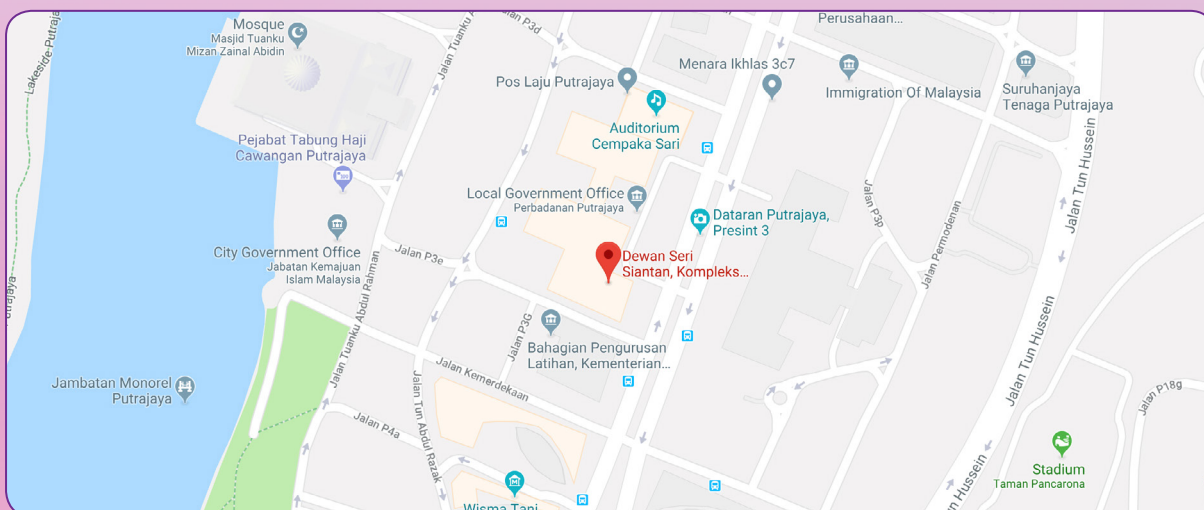 Lakeside Putraja
Mosque
Masjid Tuanku
Mizan Zainal Abidin
Jalan Tuanku A
Jalan P3d
Perusahaan...
Pos Laju Putrajaya
Menara Ikhlas 3c7
Immigration Of Malaysia
Suruhanjaya
Tenaga Putrajaya
Auditorium
Cempaka Sari
Pejabat Tabung Haji
Cawangan Putrajaya
Jalan Tun Hussein
Local Government Office
Perbadanan Putrajaya
Jalan P3p
Jalan Permodenan
Dataran Putrajaya,
Presint 3
City Government Office
Jabatan Kemajuan
Islam Malaysia
Jalan P3e
Dewan Seri
Siantan, Kompleks...
Jalan Tuanku Abdul Rahman
Jalan P3G
Bahagian Pengurusan
Latihan, Kementerian...
Jalan Tun Hussein
Jambatan Monorel
Putrajaya
Jalan Kemerdekaan
Jalan Tun Abdul Razak
Jalan P4a
Jalan P18g
Stadium
Taman Pancarona
Hussein
Wisma Tani